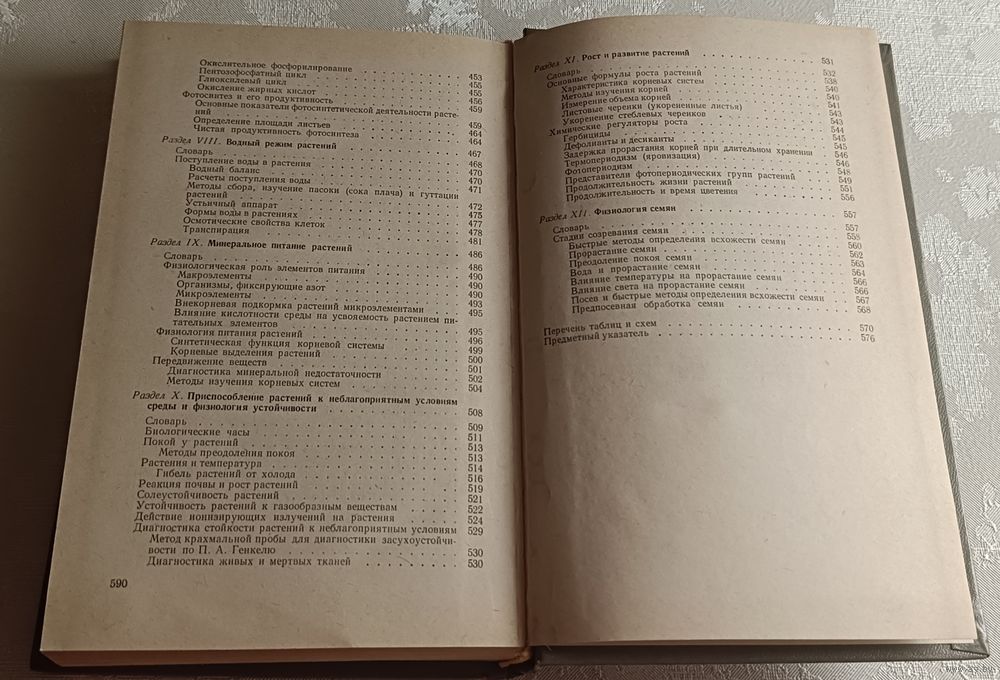 Окислительное фосфорилирование . . . 453
Пентозофосфатный цикл . . . 455
Глиоксилевый цикл . . . 455
Окисление жирных кислот . . . 456
Фотосинтез и его продуктивность . . . 459
Основные показатели фотосинтетической деятельности расте-
ний . . . 459
Определение площади листьев . . . 464
Чистая продуктивность фотосинтеза . . . 464
Раздел VIII. Водный режим растений . . . 467
Словарь . . . 468
Поступление воды в растения . . . 470
Водный баланс . . . 470
Расчеты поступления воды . . . 471
Методы сбора, изучение пасоки (сока плача) и гуттации
растений . . . 472
Устьичный аппарат . . . 475
Формы воды в растениях . . . 477
Осмотические свойства клеток . . . 478
Транспирация . . . 481
Раздел IX. Минеральное питание растений . . . 486
Словарь . . . 486
Физиологическая роль элементов питания . . . 490
Макроэлементы . . . 490
Организмы, фиксирующие азот . . . 490
Микроэлементы . . . 493
Внекорневая подкормка растений микроэлементами . . . 495
Влияние кислотности среды на усвояемость растением пи-
тательных элементов . . . 495
Физиология питания растений . . . 496
Синтетическая функция корневой системы . . . 499
Корневые выделения растений . . . 500
Передвижение веществ . . . 501
Диагностика минеральной недостаточности . . . 502
Методы изучения корневых систем . . . 504
Раздел X. Приспособление растений к неблагоприятным условиям
среды и физиология устойчивости . . . 508
Словарь . . . 509
Биологические часы . . . 511
Покой у растений . . . 513
Методы преодоления покоя . . . 513
Растения и температура . . . 514
Гибель растений от холода . . . 516
Реакция почвы и рост растений . . . 519
Солеустойчивость растений . . . 521
Устойчивость растений к газообразным веществам . . . 522
Действие ионизирующих излучений на растения . . . 524
Диагностика стойкости растений к неблагоприятным условиям 529
Метод крахмальной пробы для диагностики засухоустойчи-
вости по П. А. Генкелю . . . 530
Диагностика живых и мертвых тканей . . . 530
590
Раздел XI. Рост и развитие растений . . . 531
Словарь . . . 532
Основные формулы роста растений . . . 538
Характеристика корневых систем . . . 540
Методы изучения корней . . . 540
Измерение объема корней . . . 541
Листовые черенки (укорененные листья) . . . 543
Укоренение стеблевых черенков . . . 543
Химические регуляторы роста . . . 544
Гербициды . . . 545
Дефолианты и десиканты . . . 545
Задержка прорастания корней при длительном хранении . . . 546
Термопериодизм (яровизация) . . . 546
Фотопериодизм . . . 548
Представители фотопериодических групп растений . . . 549
Продолжительность жизни растений . . . 551
Продолжительность и время цветения . . . 556
Раздел XII. Физиология семян . . . 557
Словарь . . . 557
Стадии созревания семян . . . 558
Быстрые методы определения всхожести семян . . . 560
Прорастание семян . . . 562
Преодоление покоя семян . . . 563
Вода и прорастание семян . . . 564
Влияние температуры на прорастание семян . . . 566
Влияние света на прорастание семян . . . 566
Посев и быстрые методы определения всхожести семян . . . 567
Предпосевная обработка семян . . . 568
Перечень таблиц и схем . . . 570
Предметный указатель . . . 576